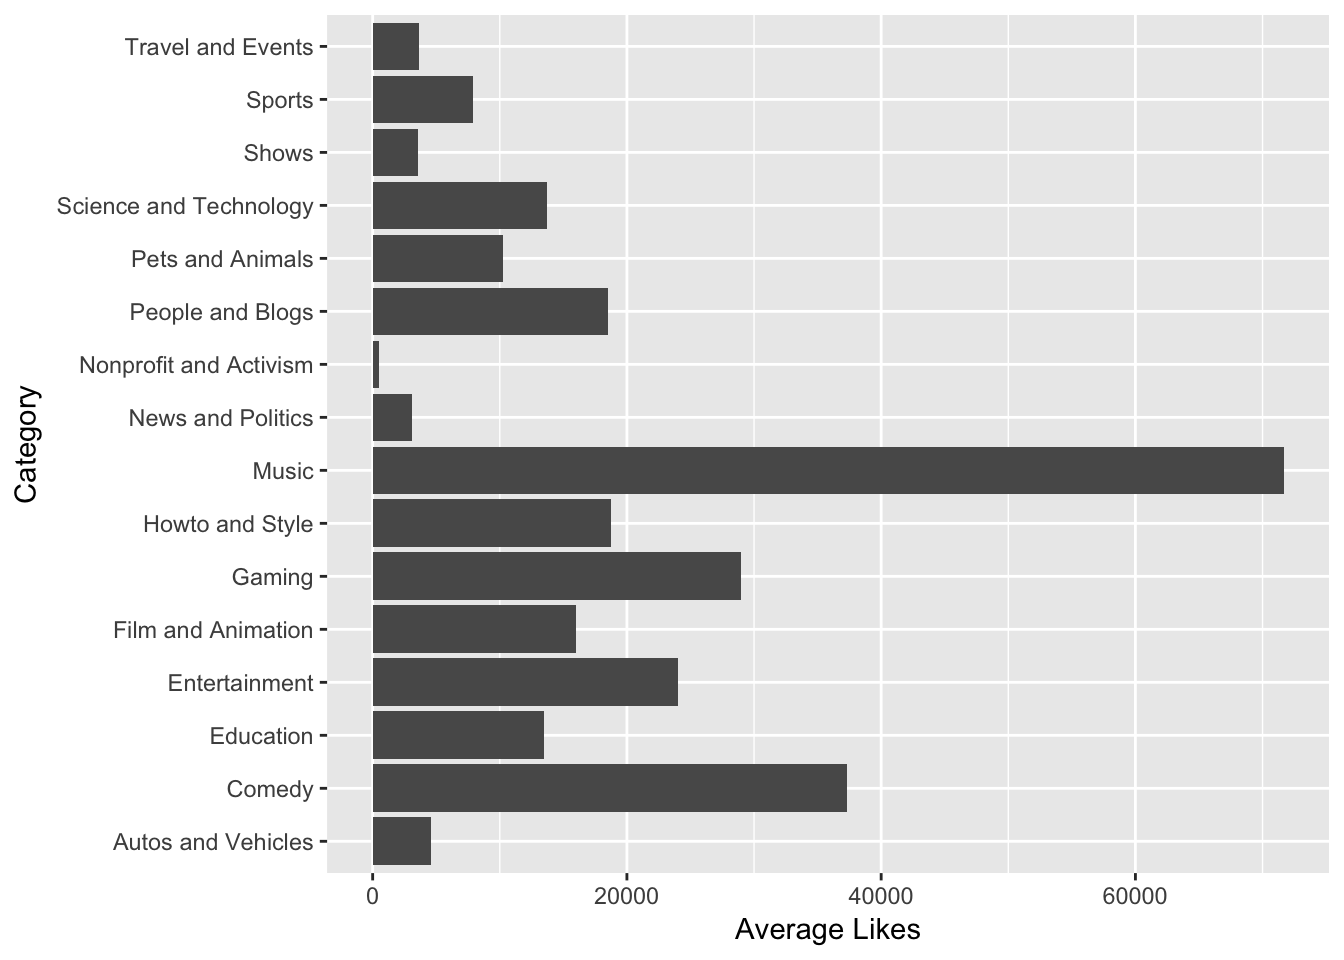 Travel and Events
Sports
Shows
Science and Technology
Pets and Animals
People and Blogs
Nonprofit and Activism
News and Politics
Music
Howto and Style
Gaming
Film and Animation
Entertainment
Education
Comedy
Autos and Vehicles
Category
0 20000 40000 60000
Average Likes